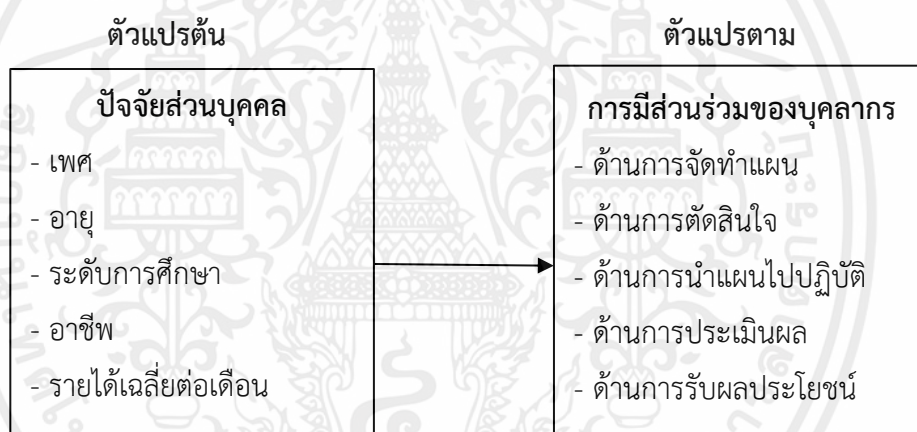 ตัวแปรต้น
ปัจจัยส่วนบุคคล
- เพศ
- อายุ
- ระดับการศึกษา
- อาชีพ
- รายได้เฉลี่ยต่อเดือน
ตัวแปรตาม
การมีส่วนร่วมของบุคลากร
- ด้านการจัดทำแผน
- ด้านการตัดสินใจ
- ด้านการนำแผนไปปฏิบัติ
- ด้านการประเมินผล
- ด้านการรับผลประโยชน์